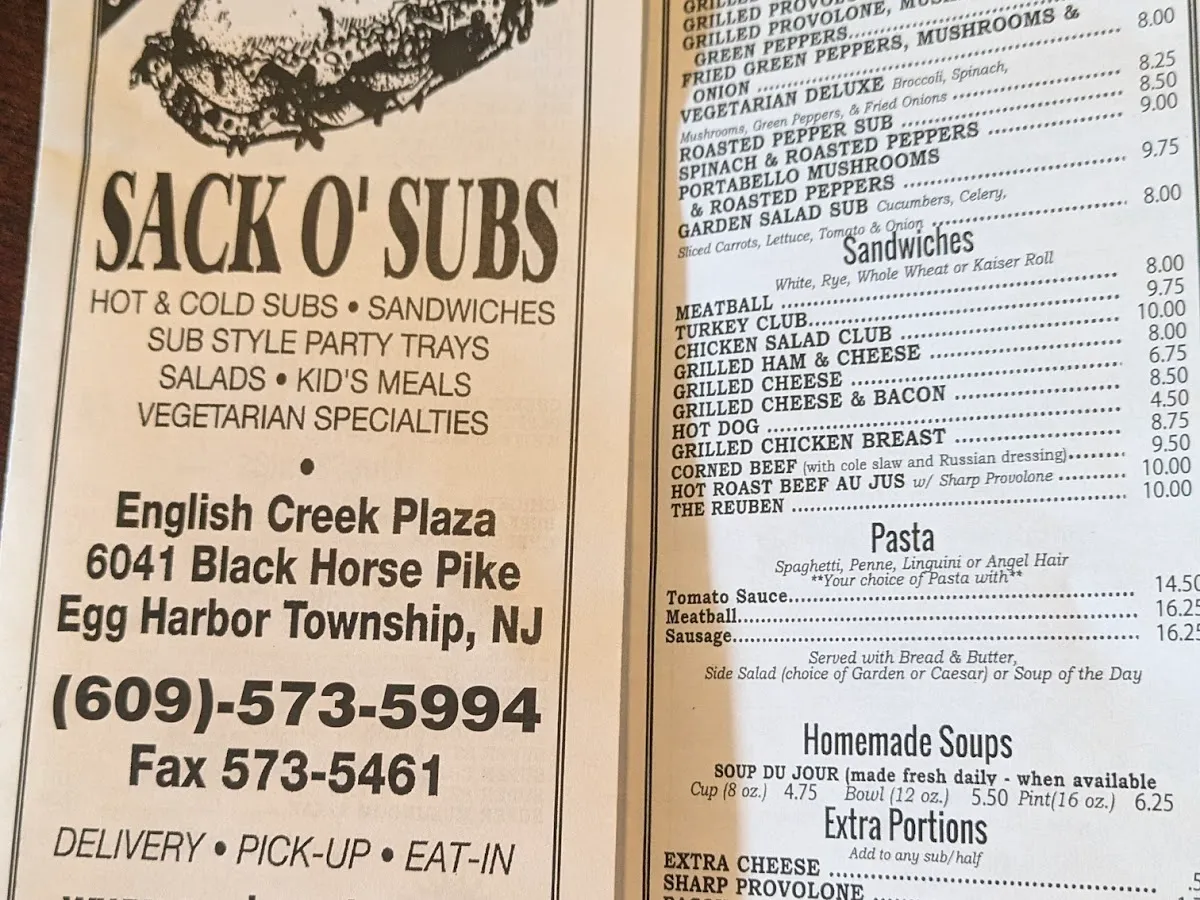 SACK O' SUBS
HOT & COLD SUBS • SANDWICHES
SUB STYLE PARTY TRAYS
SALADS • KID'S MEALS
VEGETARIAN SPECIALTIES
•
English Creek Plaza
6041 Black Horse Pike
Egg Harbor Township, NJ
(609)-573-5994
Fax 573-5461
DELIVERY • PICK-UP • EAT-IN
GRILLED
GRILLED PROVOLONE,
GREEN PEPPERS........ 8.00
FRIED GREEN PEPPERS, MUSHROOMS &
ONION ........ 8.25
VEGETARIAN DELUXE Broccoli, Spinach,
Mushrooms, Green Peppers, & Fried Onions ........ 8.50
ROASTED PEPPER SUB ........ 9.00
SPINACH & ROASTED PEPPERS ........
PORTABELLO MUSHROOMS
& ROASTED PEPPERS ........ 9.75
GARDEN SALAD SUB Cucumbers, Celery,
Sliced Carrots, Lettuce, Tomato & Onion ........ 8.00
Sandwiches
White, Rye, Whole Wheat or Kaiser Roll
MEATBALL ........ 8.00
TURKEY CLUB........ 9.75
CHICKEN SALAD CLUB ........ 10.00
GRILLED HAM & CHEESE ........ 8.00
GRILLED CHEESE ........ 6.75
GRILLED CHEESE & BACON ........ 8.50
HOT DOG ........ 4.50
GRILLED CHICKEN BREAST ........ 8.75
CORNED BEEF (with cole slaw and Russian dressing)........ 9.50
HOT ROAST BEEF AU JUS w/ Sharp Provolone ........ 10.00
THE REUBEN ........ 10.00
Pasta
Spaghetti, Penne, Linguini or Angel Hair
**Your choice of Pasta with**
Tomato Sauce........ 14.50
Meatball........ 16.25
Sausage........ 16.25
Served with Bread & Butter,
Side Salad (choice of Garden or Caesar) or Soup of the Day
Homemade Soups
SOUP DU JOUR (made fresh daily - when available
Cup (8 oz.) 4.75 Bowl (12 oz.) 5.50 Pint(16 oz.) 6.25
Extra Portions
Add to any sub/half
EXTRA CHEESE ........
SHARP PROVOLONE ........